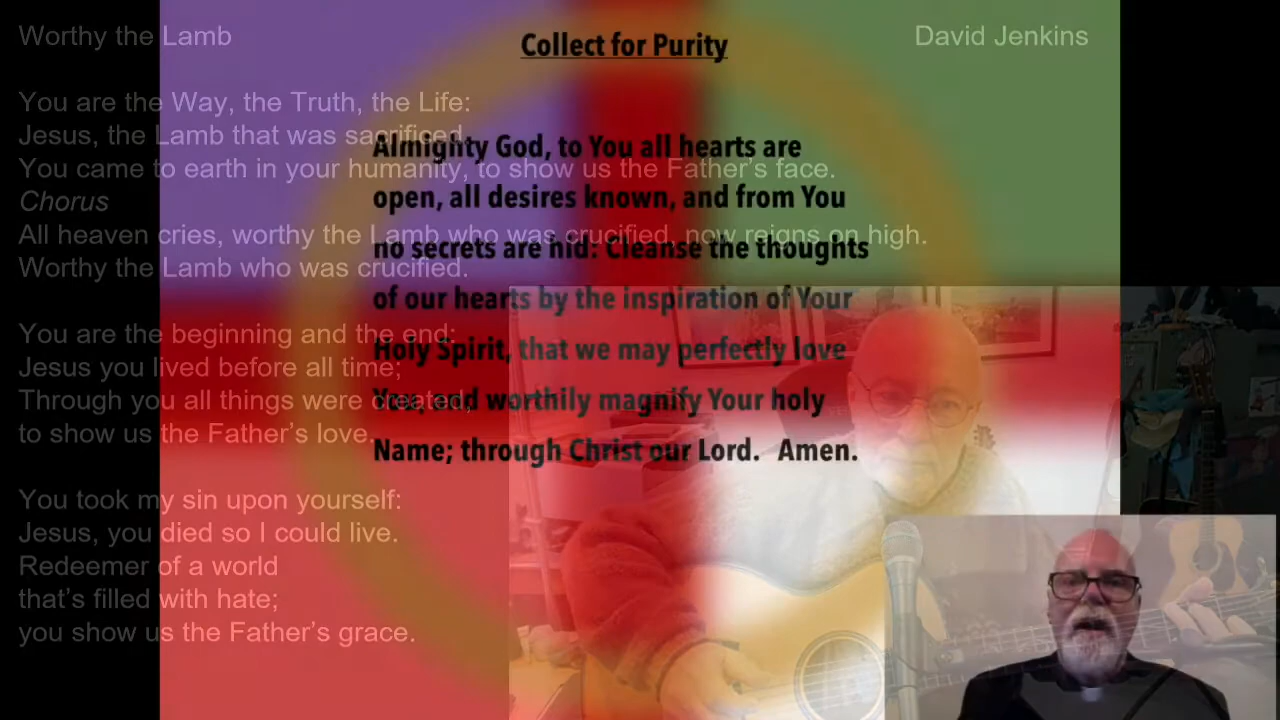 Worthy the Lamb
David Jenkins
You are the Way, the Truth, the Life:
Jesus, the Lamb that was sacrificed.
You came to earth in your humanity, to show us the Father's face.
Chorus
All heaven cries, worthy the Lamb who was crucified, now reigns on high.
Worthy the Lamb who was crucified.
You are the beginning and the end:
Jesus you lived before all time;
Through you all things were created,
to show us the Father's love.
You took my sin upon yourself:
Jesus, you died so I could live.
Redeemer of a world
that's filled with hate;
you show us the Father's grace.
Collect for Purity
Almighty God, to You all hearts are
open, all desires known, and from You
no secrets are hid: Cleanse the thoughts
of our hearts by the inspiration of Your
Holy Spirit, that we may perfectly love
You, and worthily magnify Your holy
Name; through Christ our Lord. Amen.